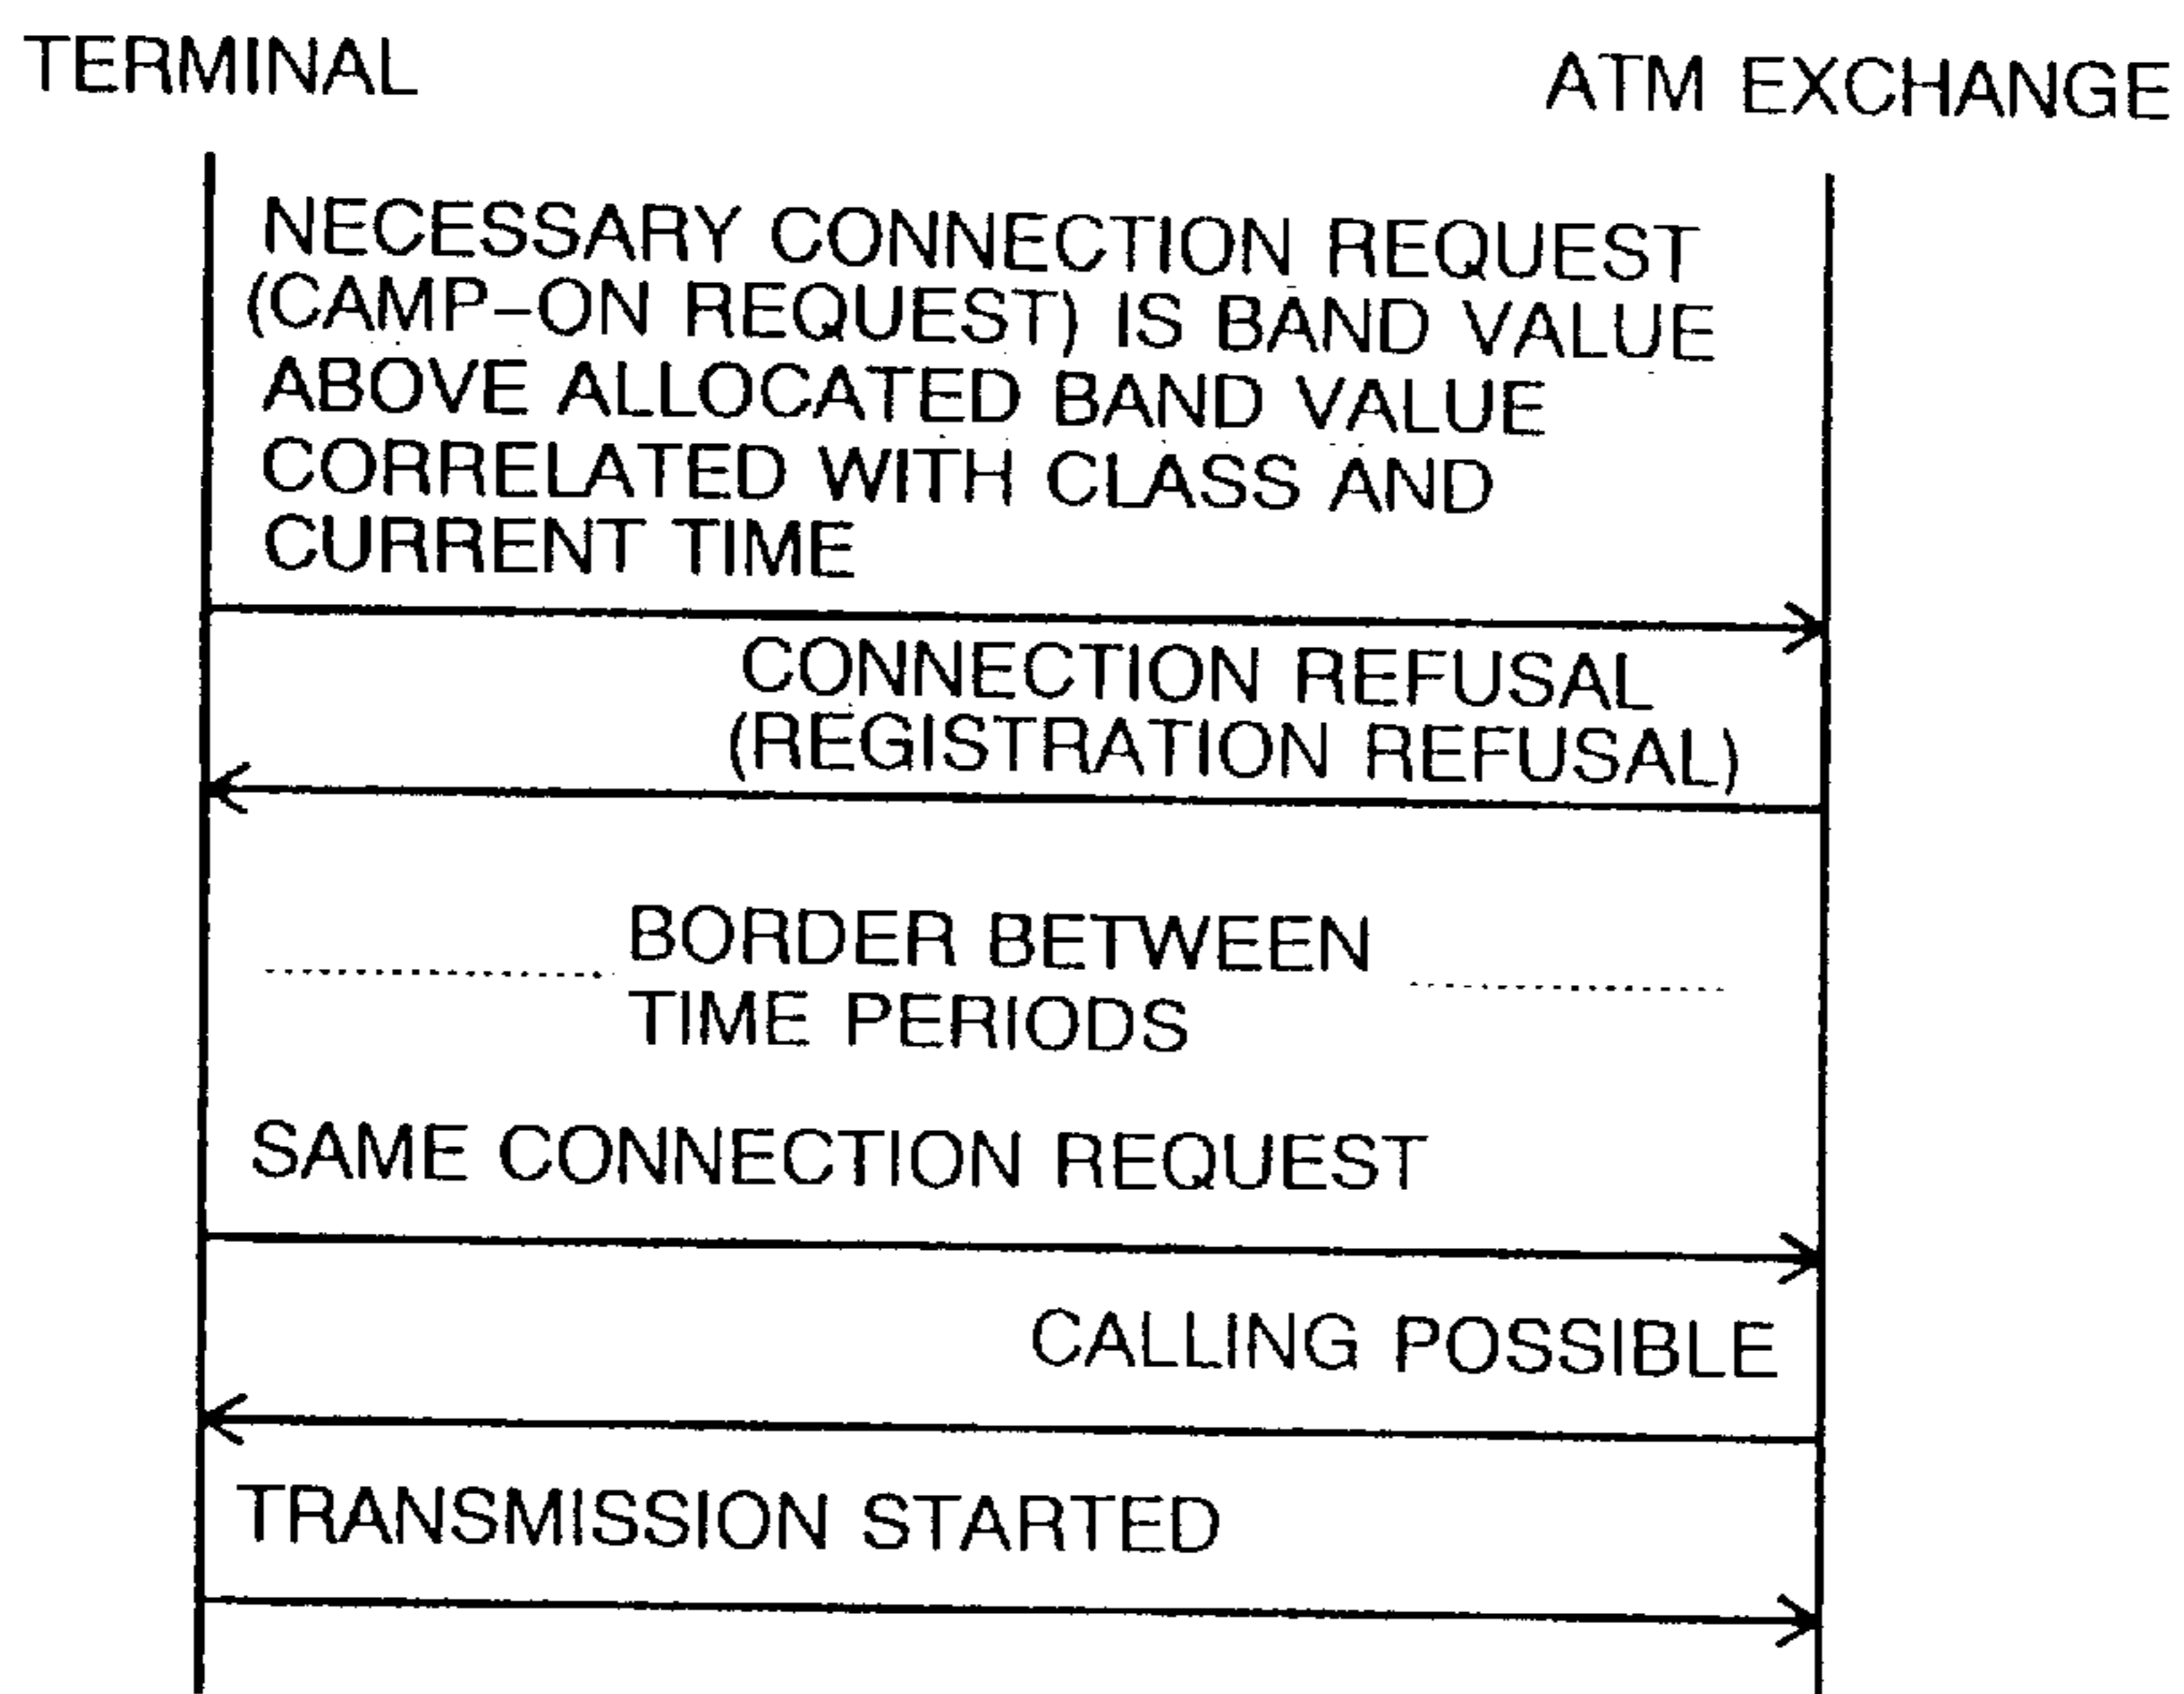 TERMINAL
ATM EXCHANGE
NECESSARY CONNECTION REQUEST
(CAMP-ON REQUEST) IS BAND VALUE
ABOVE ALLOCATED BAND VALUE
CORRELATED WITH CLASS AND
CURRENT TIME
CONNECTION REFUSAL
(REGISTRATION REFUSAL)
BORDER BETWEEN
TIME PERIODS
SAME CONNECTION REQUEST
CALLING POSSIBLE
TRANSMISSION STARTED